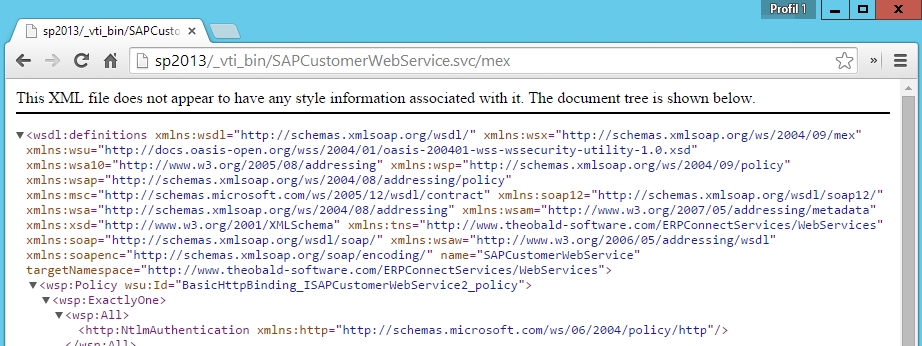 Profil 1
sp2013/_vti_bin/SAPCusto
sp2013/_vti_bin/SAPCustomerWebService.svc/mex
This XML file does not appear to have any style information associated with it. The document tree is shown below.
<wsdl:definitions xmlns:wsdl="http://schemas.xmlsoap.org/wsdl/" xmlns:wsx="http://schemas.xmlsoap.org/ws/2004/09/mex"
xmlns:wsu="http://docs.oasis-open.org/wss/2004/01/oasis-200401-wss-wssecurity-utility-1.0.xsd"
xmlns:wsa10="http://www.w3.org/2005/08/addressing" xmlns:wsp="http://schemas.xmlsoap.org/ws/2004/09/policy"
xmlns:wsap="http://schemas.xmlsoap.org/ws/2004/08/addressing/policy"
xmlns:msc="http://schemas.microsoft.com/ws/2005/12/wsdl/contract" xmlns:soap12="http://schemas.xmlsoap.org/wsdl/soap12/"
xmlns:wsa="http://schemas.xmlsoap.org/ws/2004/08/addressing" xmlns:wsam="http://www.w3.org/2007/05/addressing/metadata"
xmlns:xsd="http://www.w3.org/2001/XMLSchema" xmlns:tns="http://www.theobald-software.com/ERPConnectServices/WebServices"
xmlns:soap="http://schemas.xmlsoap.org/wsdl/soap/" xmlns:wsaw="http://www.w3.org/2006/05/addressing/wsdl"
xmlns:soapenc="http://schemas.xmlsoap.org/soap/encoding/" name="SAPCustomerWebService"
targetNamespace="http://www.theobald-software.com/ERPConnectServices/WebServices">
<wsp:Policy wsu:Id="BasicHttpBinding_ISAPCustomerWebService2_policy">
<wsp:ExactlyOne>
<wsp:All>
<http:NtlmAuthentication xmlns:http="http://schemas.microsoft.com/ws/06/2004/policy/http"/>
</wsp:All>